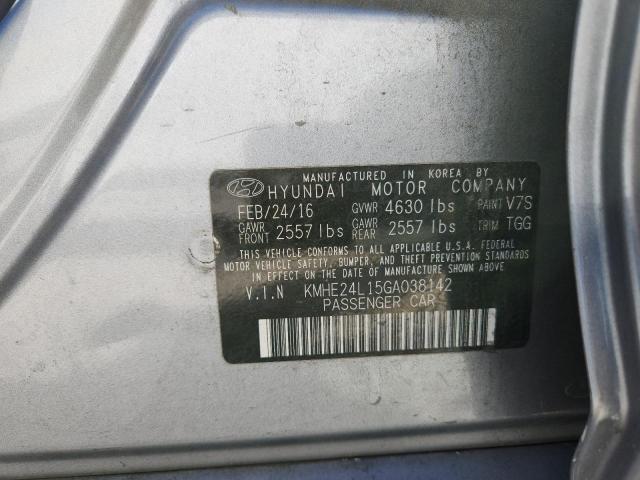 MANUFACTURED IN KOREA BY
HYUNDAI MOTOR COMPANY
FEB/24/16 GVWR 4630 lbs PAINT V7S
GAWR FRONT 2557 lbs GAWR REAR 2557 lbs TRIM TGG
THIS VEHICLE CONFORMS TO ALL APPLICABLE U.S.A. FEDERAL
MOTOR VEHICLE SAFETY, BUMPER, AND THEFT PREVENTION STANDARDS
IN EFFECT ON THE DATE OF MANUFACTURE SHOWN ABOVE.
V.I.N KMHE24L15GA038142
PASSENGER CAR